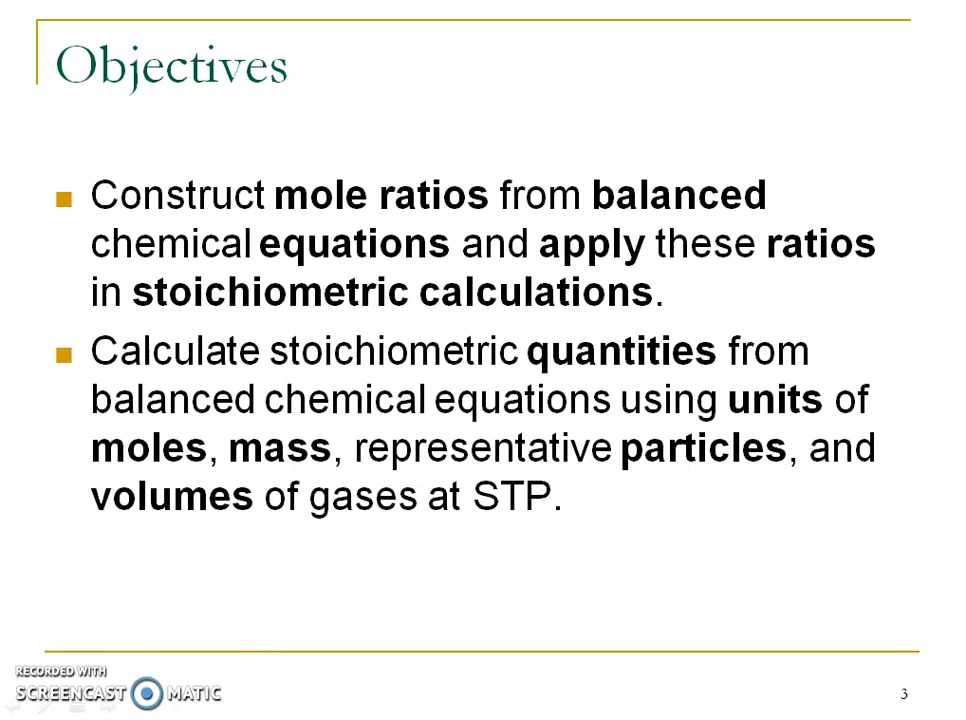 Objectives
Construct mole ratios from balanced
chemical equations and apply these ratios
in stoichiometric calculations.
Calculate stoichiometric quantities from
balanced chemical equations using units of
moles, mass, representative particles, and
volumes of gases at STP.
RECORDED WITH
SCREENCAST MATIC
3